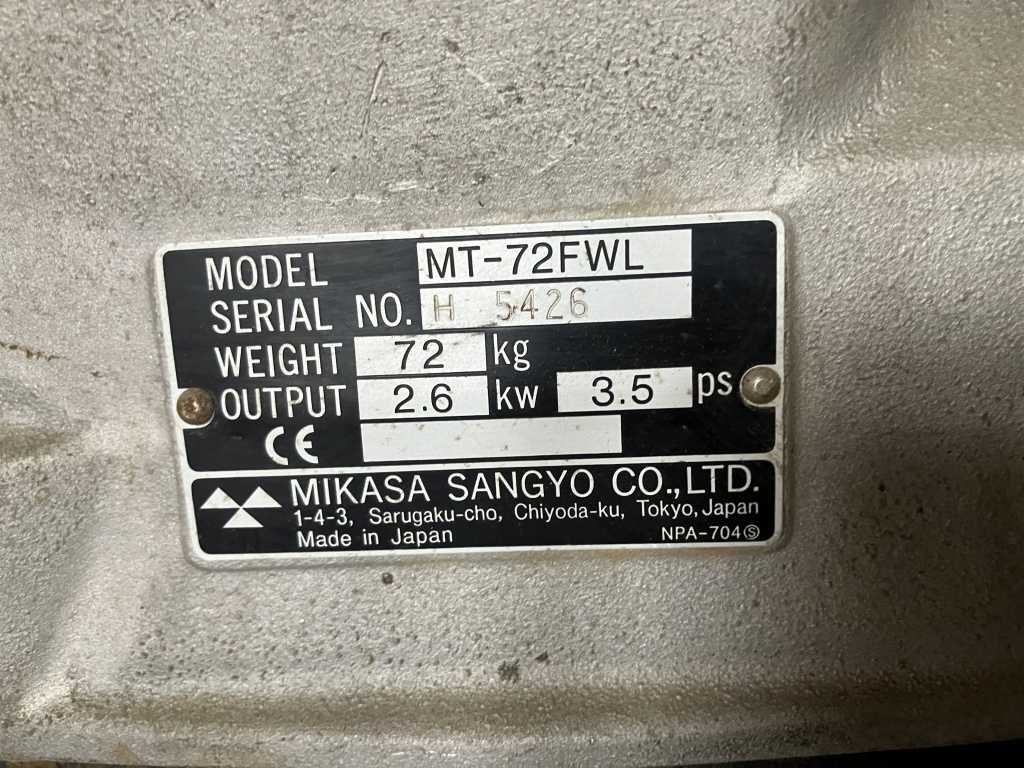 MODEL MT-72FWL
SERIAL NO. H 5426
WEIGHT 72 kg
OUTPUT 2.6 kw 3.5 ps
CE
MIKASA SANGYO CO.,LTD.
1-4-3, Sarugaku-cho, Chiyoda-ku, Tokyo, Japan
Made in Japan NPA-704Ⓢ